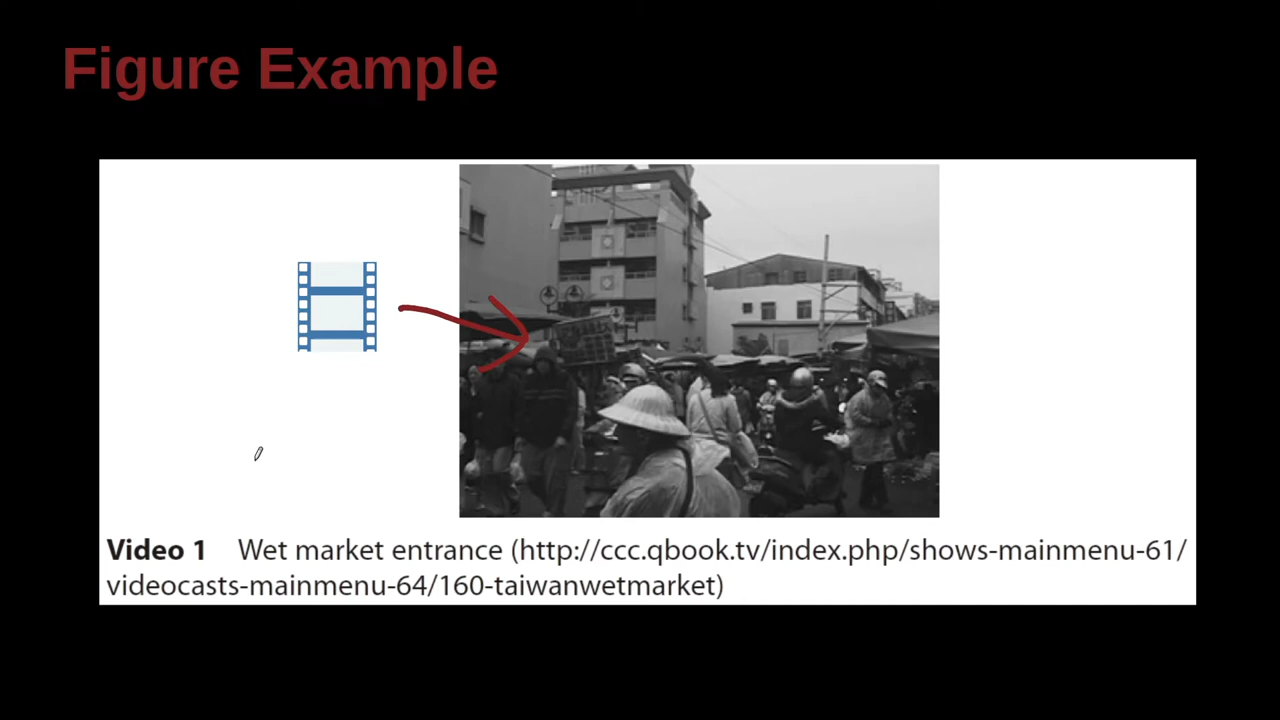 Figure Example
Video 1 Wet market entrance (http://ccc.qbook.tv/index.php/shows-mainmenu-61/
videocasts-mainmenu-64/160-taiwanwetmarket)